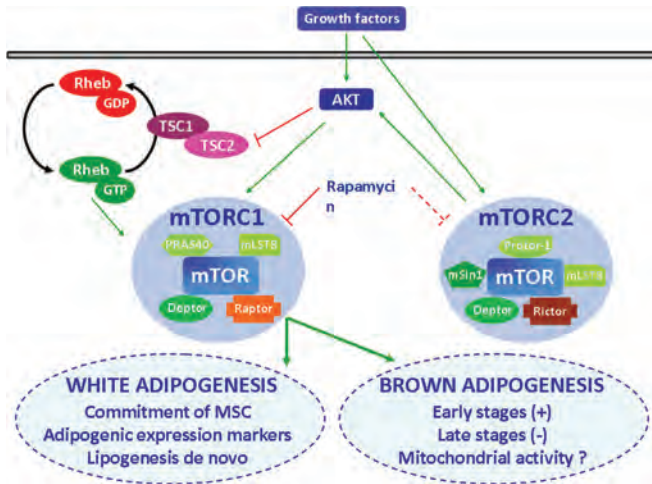 Growth factors
Rheb
GDP
TSC1
TSC2
AKT
Rheb
GTP
Rapamyci
n
mTORC1
PRAS40
mLST8
mTOR
Deptor
Raptor
mTORC2
Protor-1
mSin1
mTOR
mLST8
Deptor
Rictor
WHITE ADIPOGENESIS
Commitment of MSC
Adipogenic expression markers
Lipogenesis de novo
BROWN ADIPOGENESIS
Early stages (+)
Late stages (-)
Mitochondrial activity ?